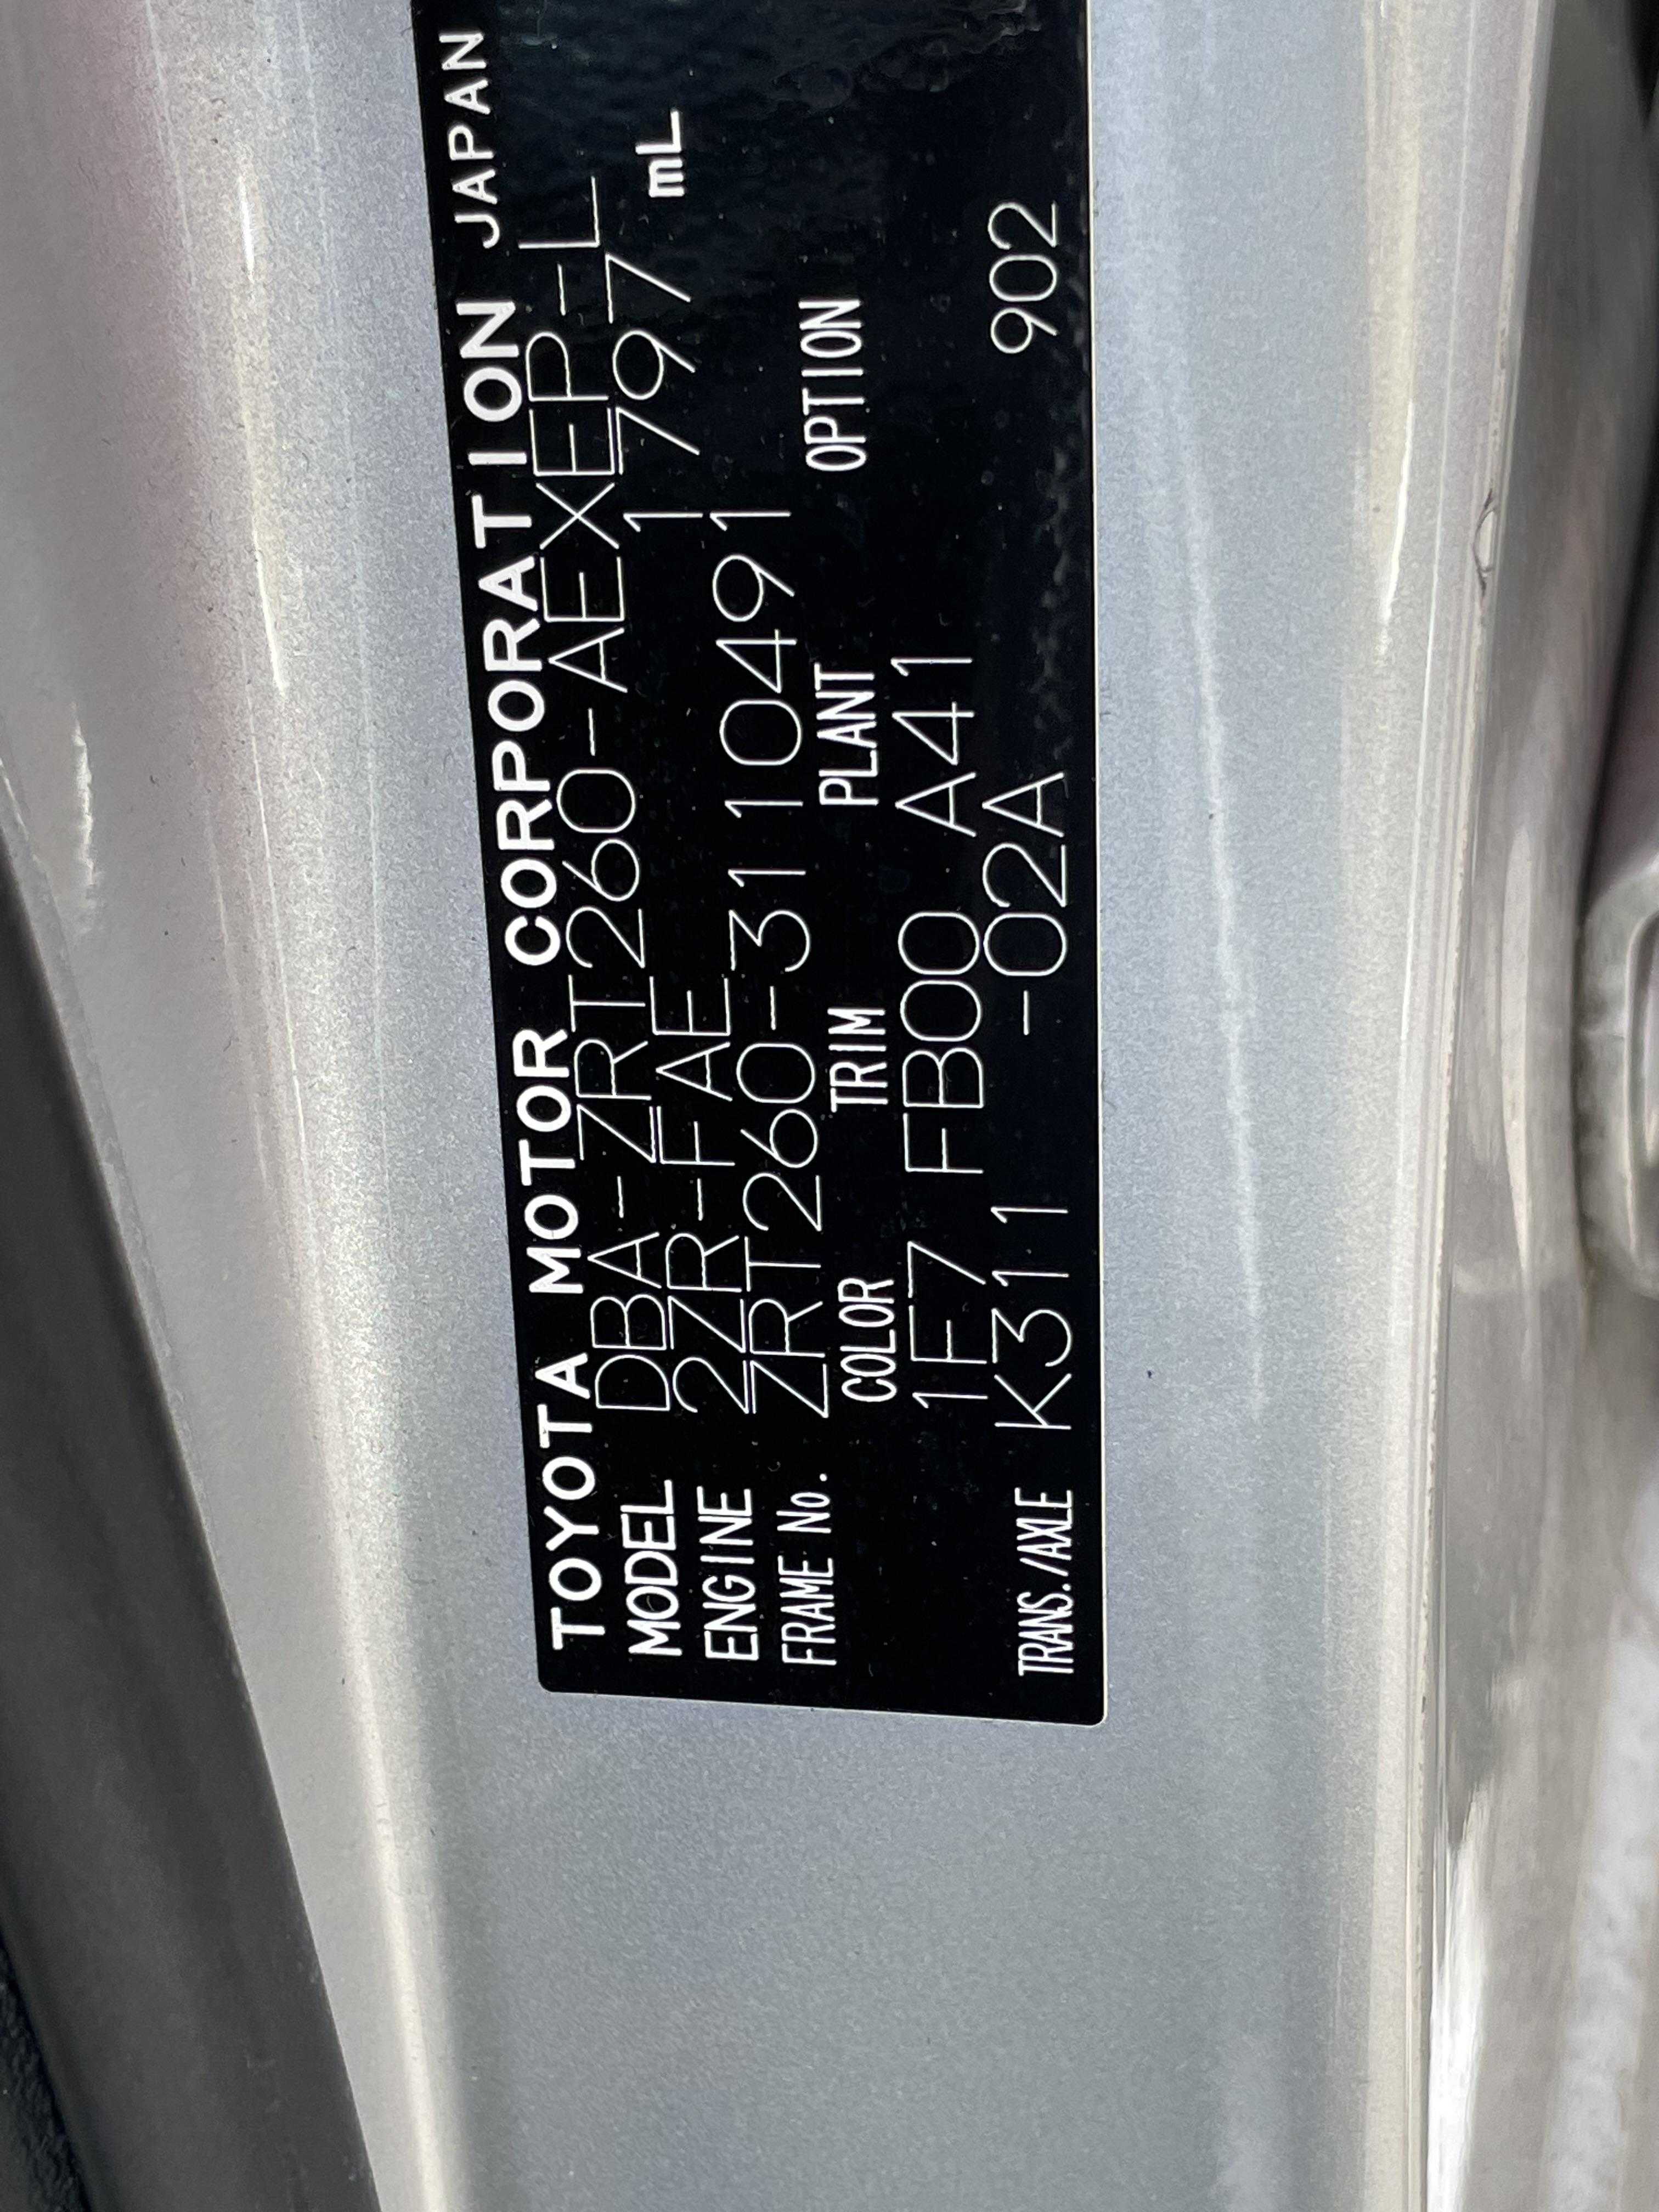 TOYOTA MOTOR CORPORATION JAPAN
MODEL DBA-ZRT260-AEXEP-L
ENGINE 2ZR-FAE 1797 mL
FRAME No. ZRT260-3110491
COLOR TRIM PLANT OPTION
1F7 FB00 A41
TRANS./AXLE K311 -02A 902